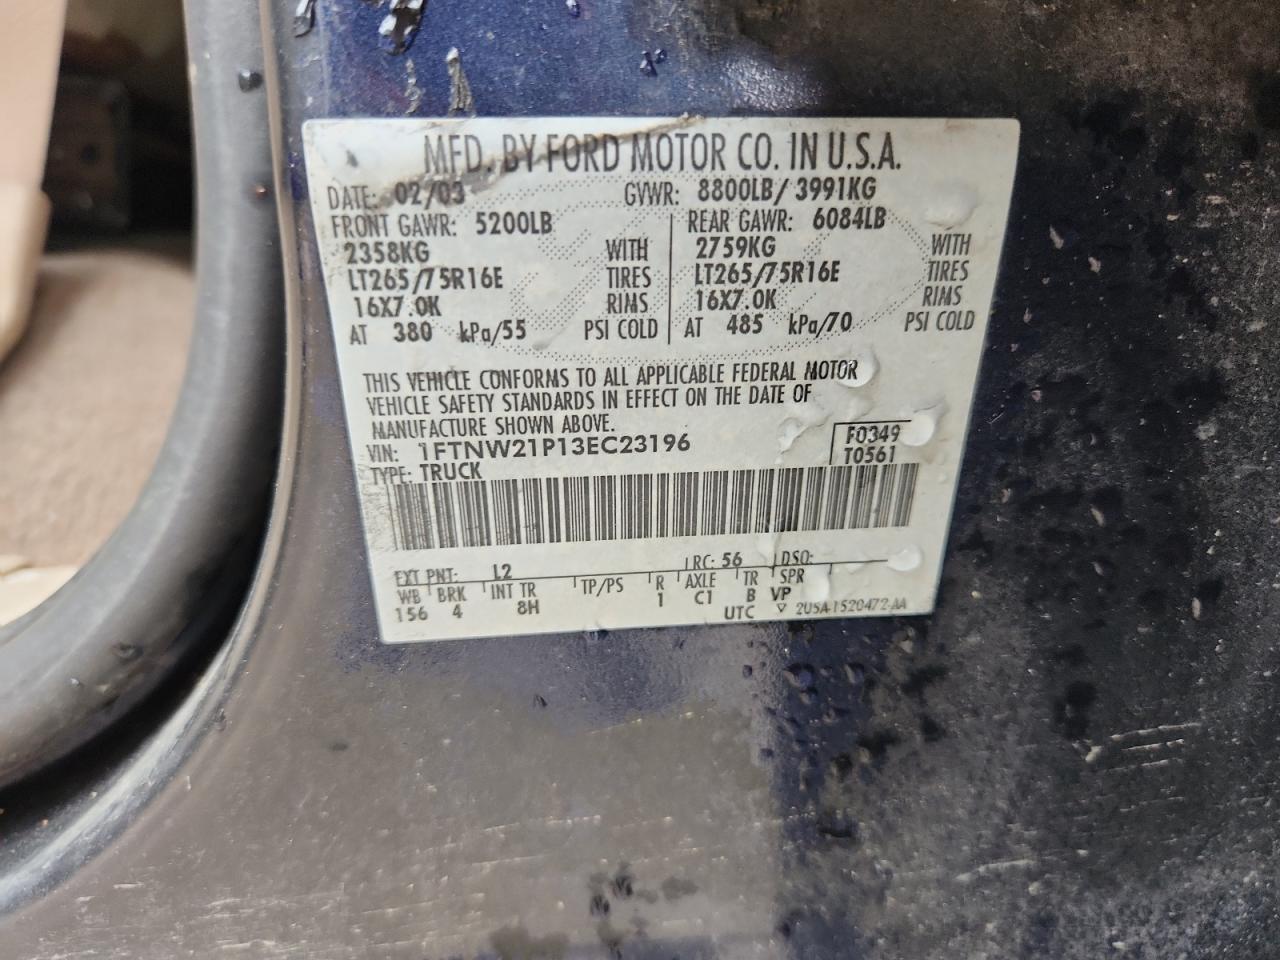 MFD. BY FORD MOTOR CO. IN U.S.A.
DATE: 02/03 GVWR: 8800LB/ 3991KG
FRONT GAWR: 5200LB REAR GAWR: 6084LB
2358KG WITH 2759KG WITH
LT265/75R16E TIRES LT265/75R16E TIRES
16X7.0K RIMS 16X7.0K RIMS
AT 380 kPa/55 PSI COLD AT 485 kPa/70 PSI COLD
THIS VEHICLE CONFORMS TO ALL APPLICABLE FEDERAL MOTOR
VEHICLE SAFETY STANDARDS IN EFFECT ON THE DATE OF
MANUFACTURE SHOWN ABOVE.
VIN: 1FTNW21P13EC23196 F0349
TYPE: TRUCK T0561
EXT PNT: L2 RC: 56 DSO:
WB BRK INT TR TP/PS R AXLE TR SPR
156 4 8H 1 C1 B VP
UTC ▽ 2U5A-1520472-AA